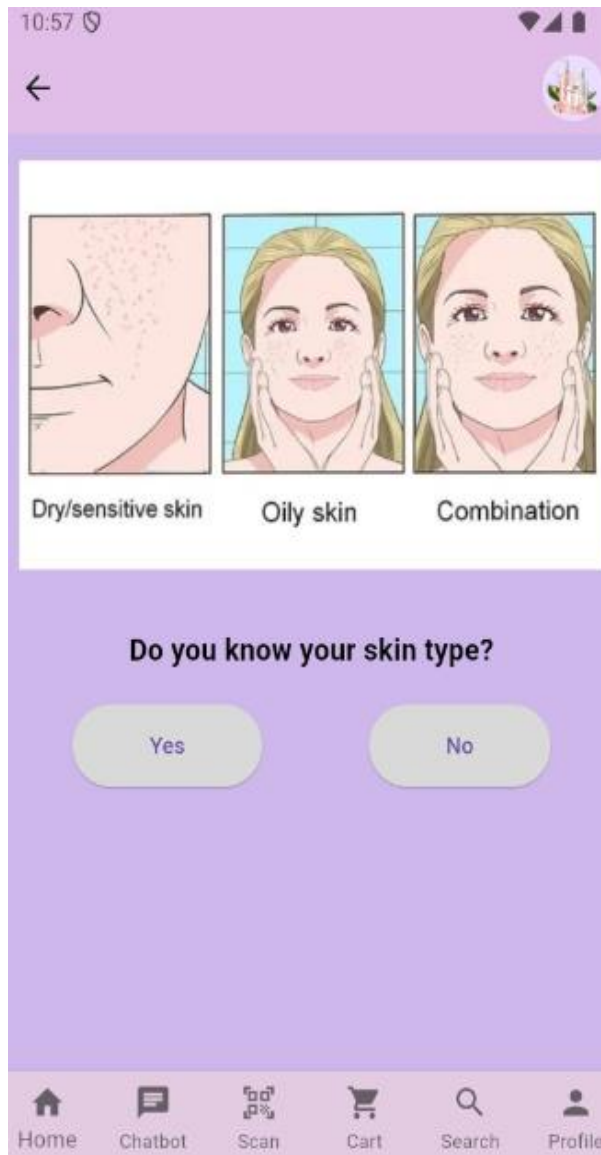 10:57
Dry/sensitive skin Oily skin Combination
Do you know your skin type?
Yes No
Home Chatbot Scan Cart Search Profile